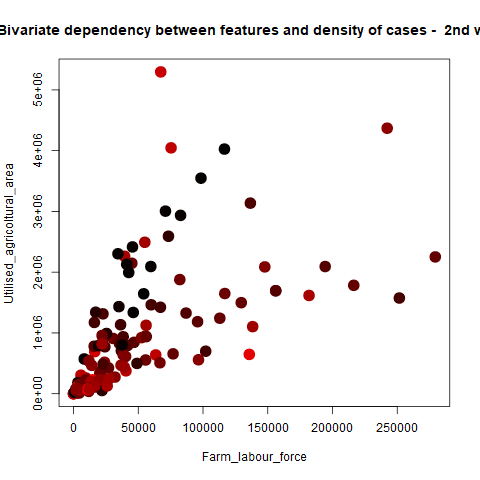 Bivariate dependency between features and density of cases - 2nd w
Utilised_agricoltural_area
5e+06
4e+06
3e+06
2e+06
1e+06
0e+00
0 50000 100000 150000 200000 250000
Farm_labour_force